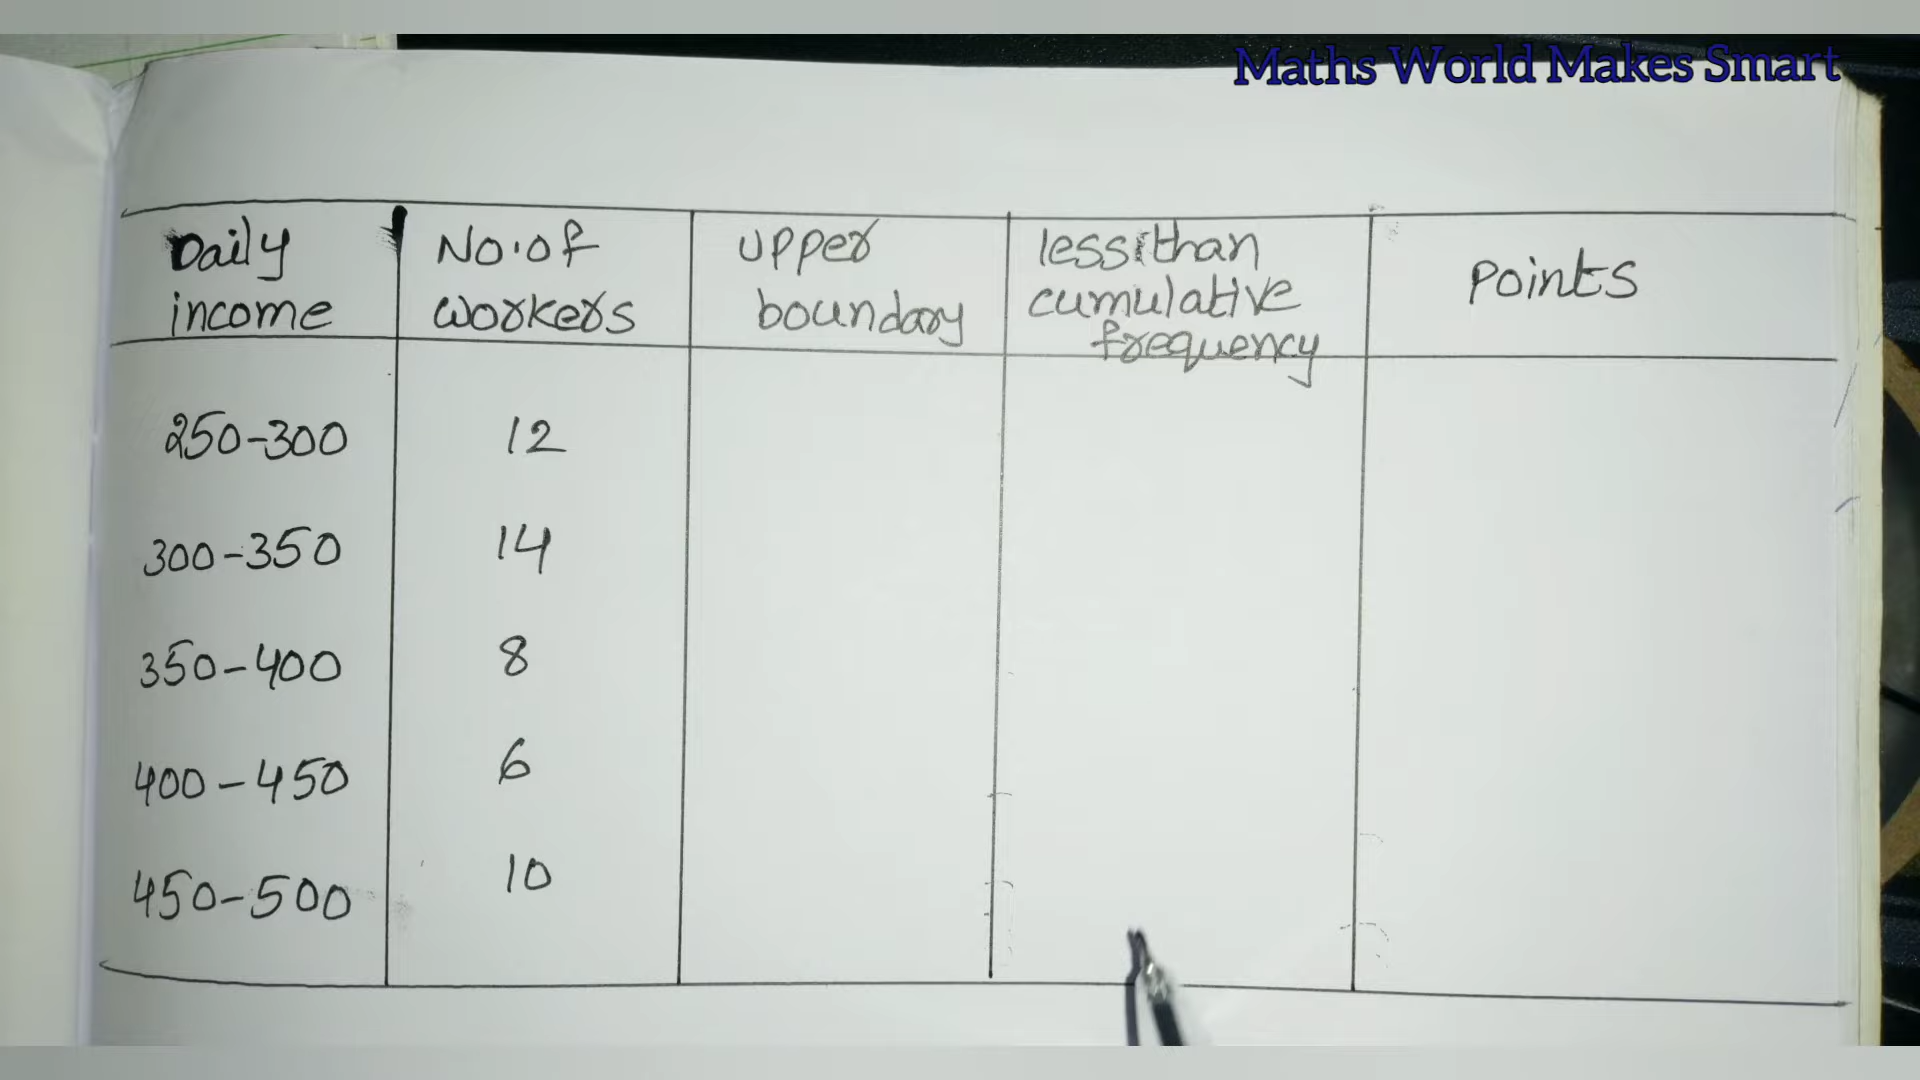 Maths World Makes Smart
Daily income
No. of workers
upper boundary
less than cumulative frequency
points
250-300 12
300-350 14
350-400 8
400-450 6
450-500 10